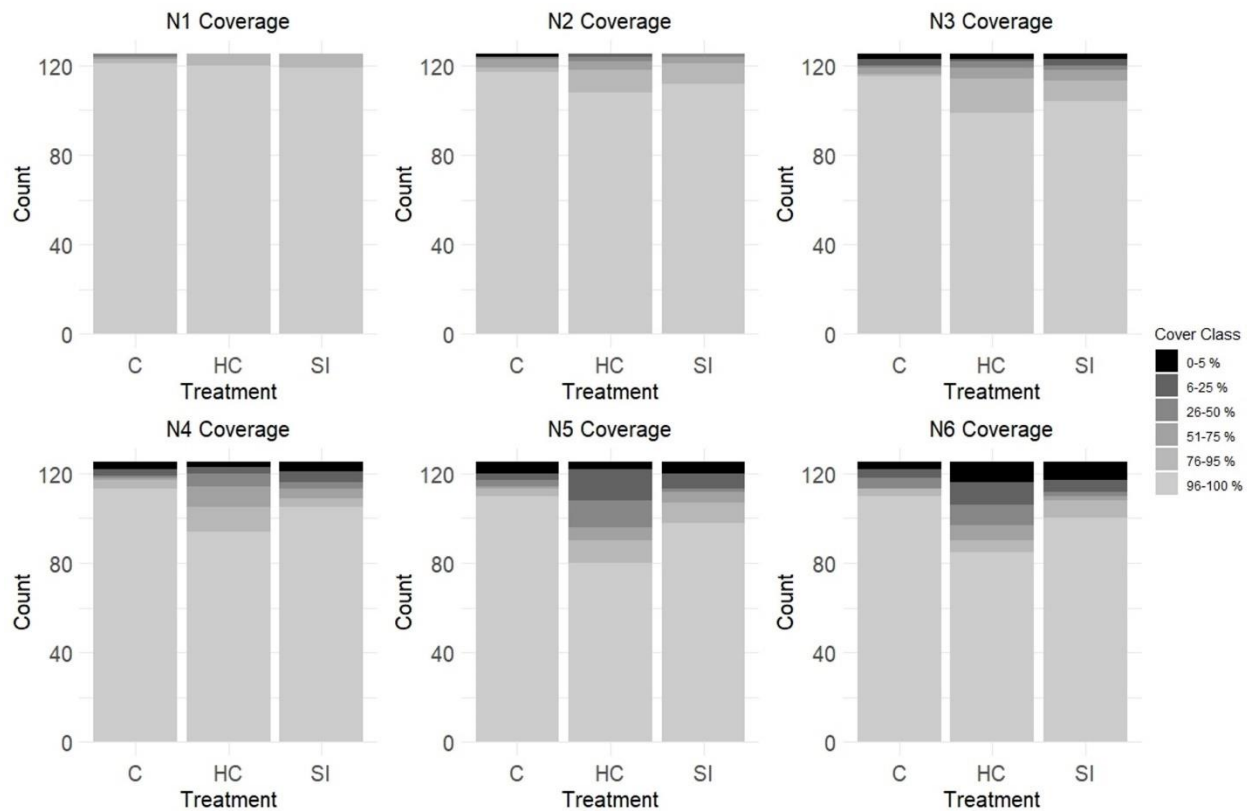 N1 Coverage
N2 Coverage
N3 Coverage
Count
120
80
40
0
C HC SI
Treatment
Count
120
80
40
0
C HC SI
Treatment
Count
120
80
40
0
C HC SI
Treatment
N4 Coverage
N5 Coverage
N6 Coverage
Count
120
80
40
0
C HC SI
Treatment
Count
120
80
40
0
C HC SI
Treatment
Count
120
80
40
0
C HC SI
Treatment
Cover Class
0-5 %
6-25 %
26-50 %
51-75 %
76-95 %
96-100 %